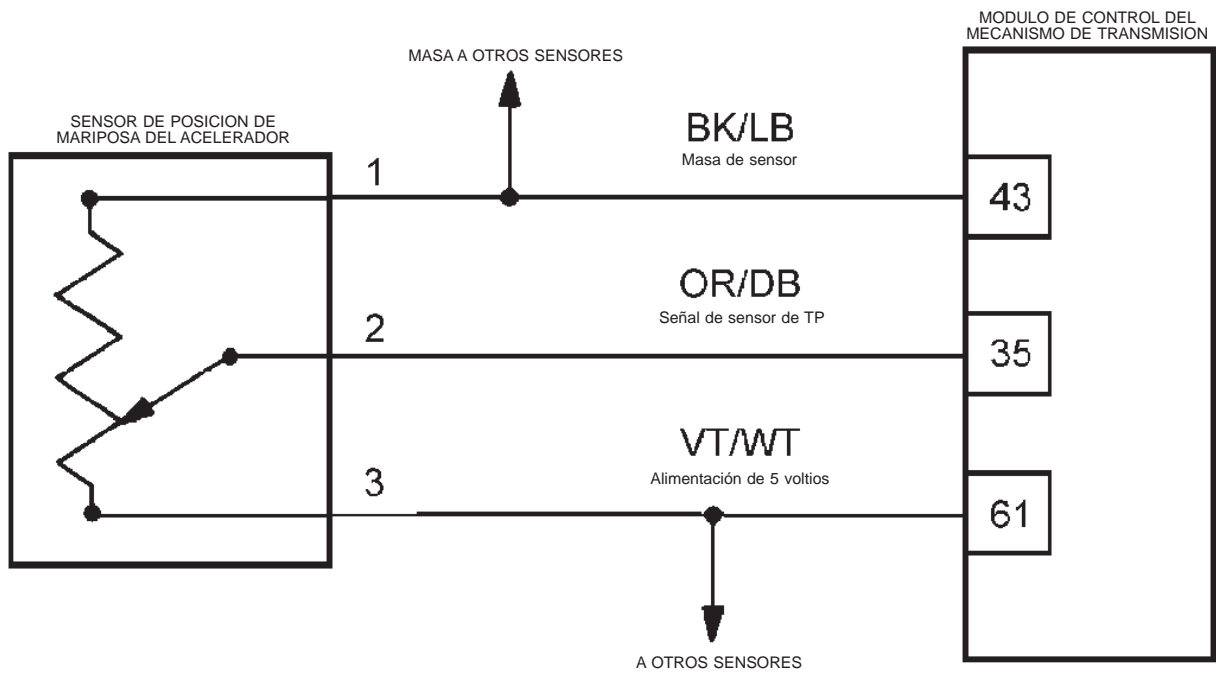 MODULO DE CONTROL DEL
MECANISMO DE TRANSMISION
MASA A OTROS SENSORES
SENSOR DE POSICION DE
MARIPOSA DEL ACELERADOR
BK/LB
Masa de sensor
1
43
OR/DB
Señal de sensor de TP
2
35
VT/WT
Alimentación de 5 voltios
3
61
A OTROS SENSORES